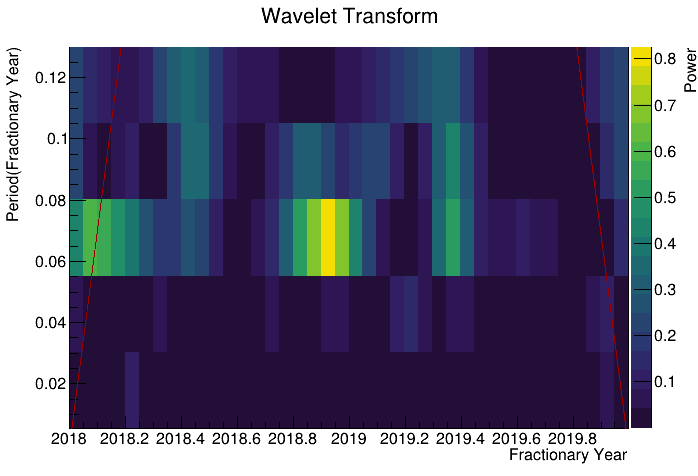 Wavelet Transform
Power
Period(Fractionary Year)
0.12
0.1
0.08
0.06
0.04
0.02
0.8
0.7
0.6
0.5
0.4
0.3
0.2
0.1
2018 2018.2 2018.4 2018.6 2018.8 2019 2019.2 2019.4 2019.6 2019.8
Fractionary Year